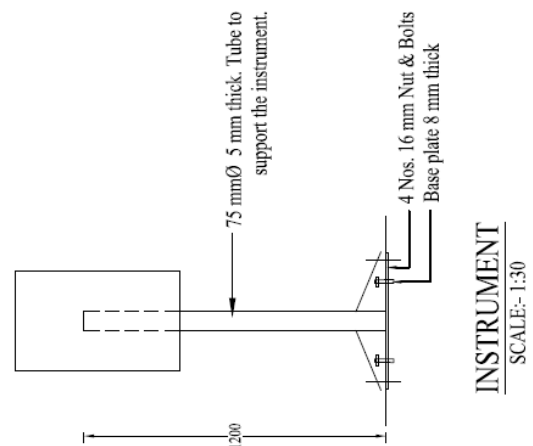 75 mmØ 5 mm thick. Tube to
support the instrument.
4 Nos. 16 mm Nut & Bolts
Base plate 8 mm thick
1200
INSTRUMENT
SCALE:- 1:30